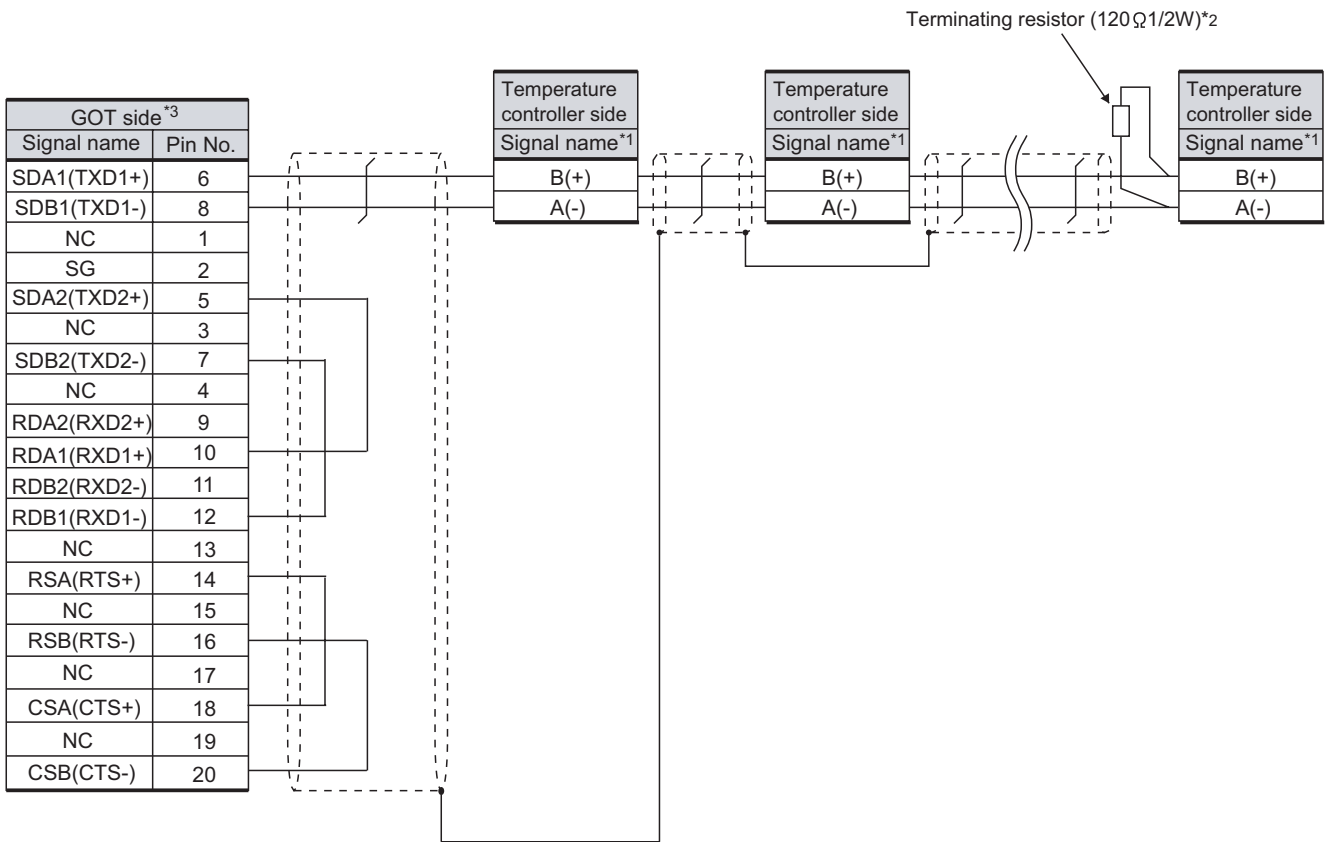 Terminating resistor (120Ω1/2W)*2
GOT side*3
Signal name Pin No.
SDA1(TXD1+) 6
SDB1(TXD1-) 8
NC 1
SG 2
SDA2(TXD2+) 5
NC 3
SDB2(TXD2-) 7
NC 4
RDA2(RXD2+) 9
RDA1(RXD1+) 10
RDB2(RXD2-) 11
RDB1(RXD1-) 12
NC 13
RSA(RTS+) 14
NC 15
RSB(RTS-) 16
NC 17
CSA(CTS+) 18
NC 19
CSB(CTS-) 20
Temperature
controller side
Signal name*1
B(+)
A(-)
Temperature
controller side
Signal name*1
B(+)
A(-)
Temperature
controller side
Signal name*1
B(+)
A(-)